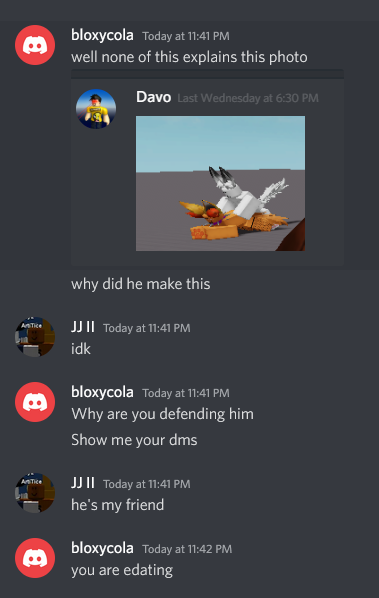 bloxycola Today at 11:41 PM
well none of this explains this photo
Davo Last Wednesday at 6:30 PM
why did he make this
JJ II Today at 11:41 PM
idk
bloxycola Today at 11:41 PM
Why are you defending him
Show me your dms
JJ II Today at 11:41 PM
he's my friend
bloxycola Today at 11:42 PM
you are edating